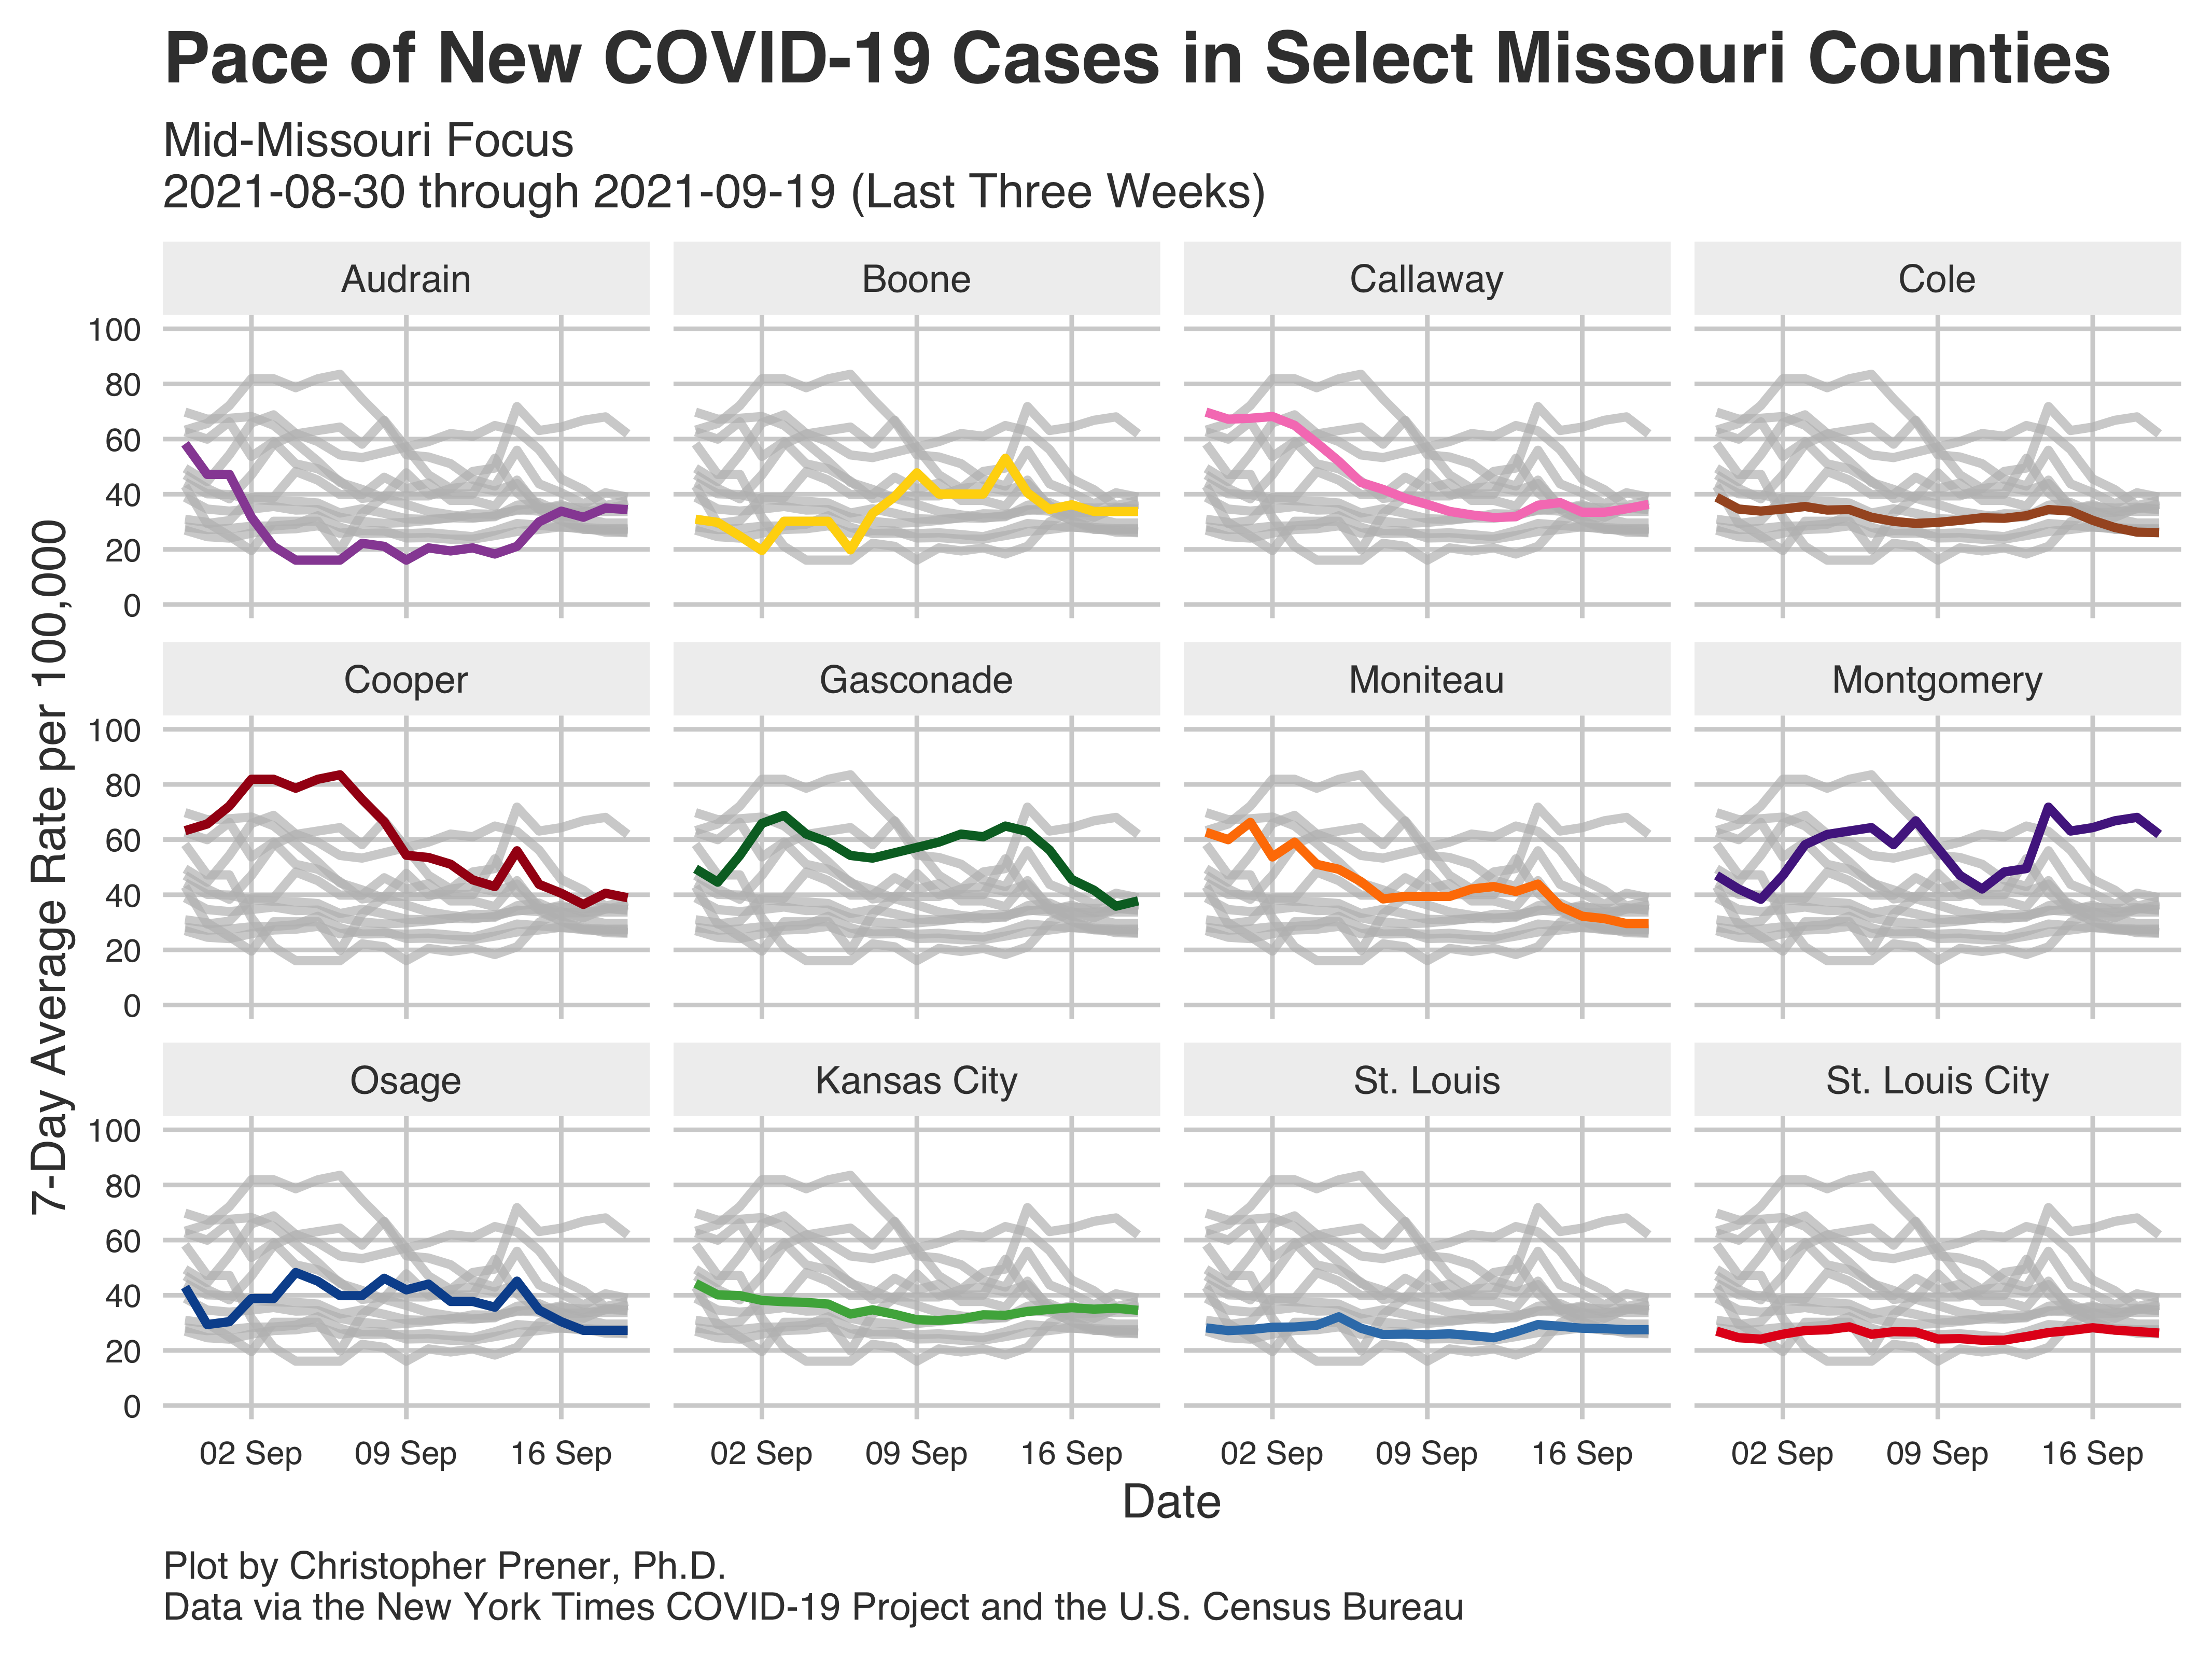 Pace of New COVID-19 Cases in Select Missouri Counties
Mid-Missouri Focus
2021-08-30 through 2021-09-19 (Last Three Weeks)
7-Day Average Rate per 100,000
Audrain
Boone
Callaway
Cole
100
80
60
40
20
0
Cooper
Gasconade
Moniteau
Montgomery
100
80
60
40
20
0
Osage
Kansas City
St. Louis
St. Louis City
100
80
60
40
20
0
02 Sep
09 Sep
16 Sep
02 Sep
09 Sep
16 Sep
02 Sep
09 Sep
16 Sep
02 Sep
09 Sep
16 Sep
Date
Plot by Christopher Prener, Ph.D.
Data via the New York Times COVID-19 Project and the U.S. Census Bureau